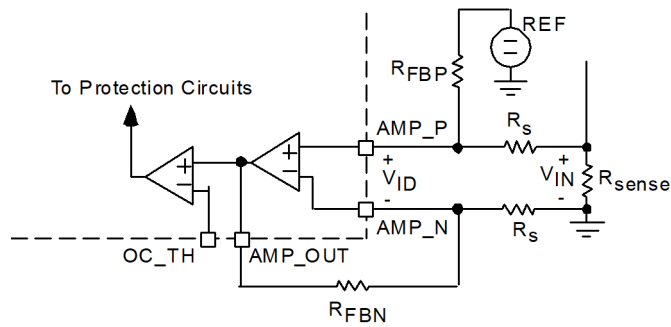 REF
RFBP
To Protection Circuits
AMP_P
Rs
+
VID
-
+
VIN
-
Rsense
+
-
+
-
AMP_N
Rs
OC_TH
AMP_OUT
RFBN